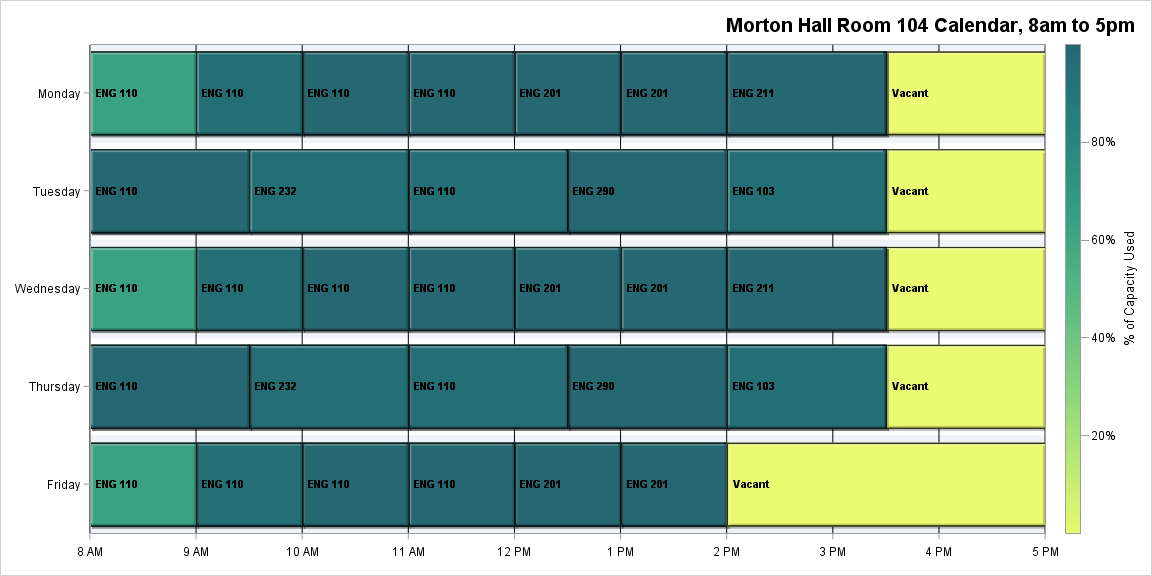 Morton Hall Room 104 Calendar, 8am to 5pm
Monday ENG 110 ENG 110 ENG 110 ENG 110 ENG 201 ENG 201 ENG 211 Vacant
80%
Tuesday ENG 110 ENG 232 ENG 110 ENG 290 ENG 103 Vacant
60%
% of Capacity Used
Wednesday ENG 110 ENG 110 ENG 110 ENG 110 ENG 201 ENG 201 ENG 211 Vacant
40%
Thursday ENG 110 ENG 232 ENG 110 ENG 290 ENG 103 Vacant
20%
Friday ENG 110 ENG 110 ENG 110 ENG 110 ENG 201 ENG 201 Vacant
8 AM 9 AM 10 AM 11 AM 12 PM 1 PM 2 PM 3 PM 4 PM 5 PM